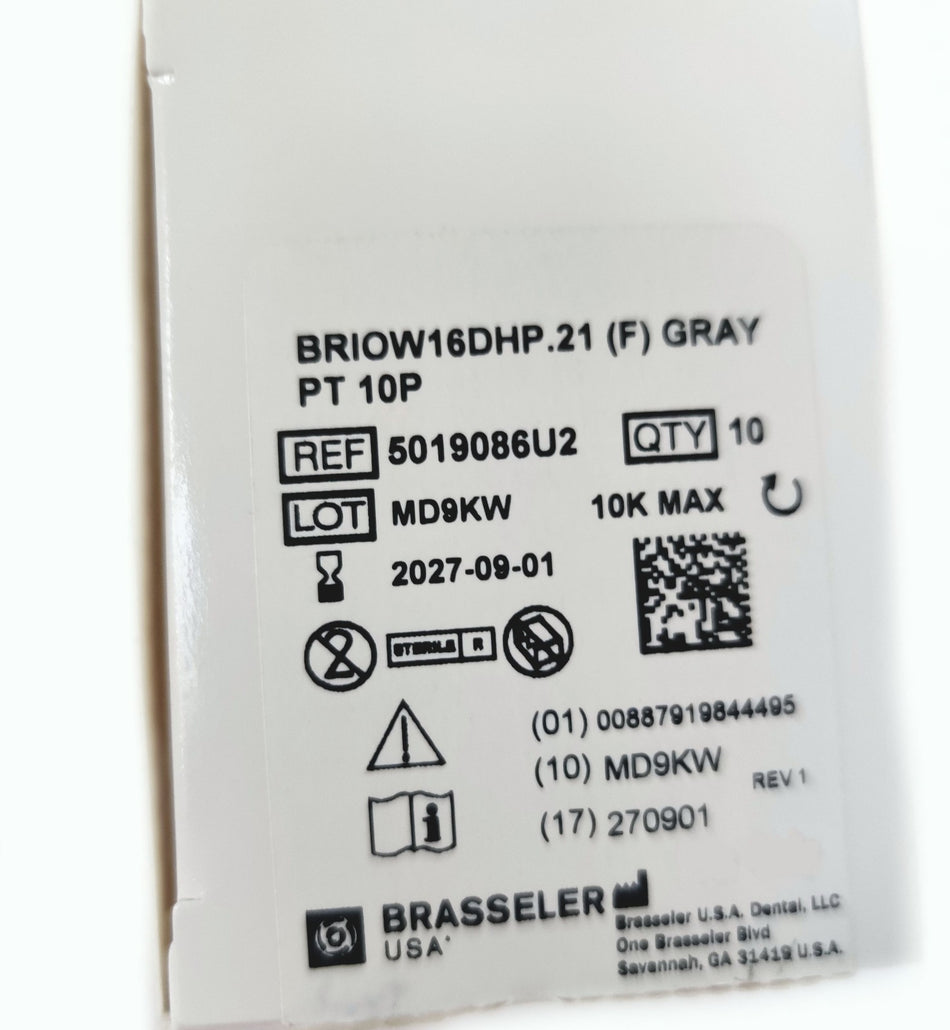 BRIOW16DHP.21 (F) GRAY
PT 10P
REF 5019086U2 QTY 10
LOT MD9KW 10K MAX
2027-09-01
2 STERILE R
(01) 00887919844495
(10) MD9KW
REV 1
(17) 270901
BRASSELER
USA
Brasseler U.S.A. Dental, LLC
One Brasseler Blvd
Savannah, GA 31419 U.S.A.